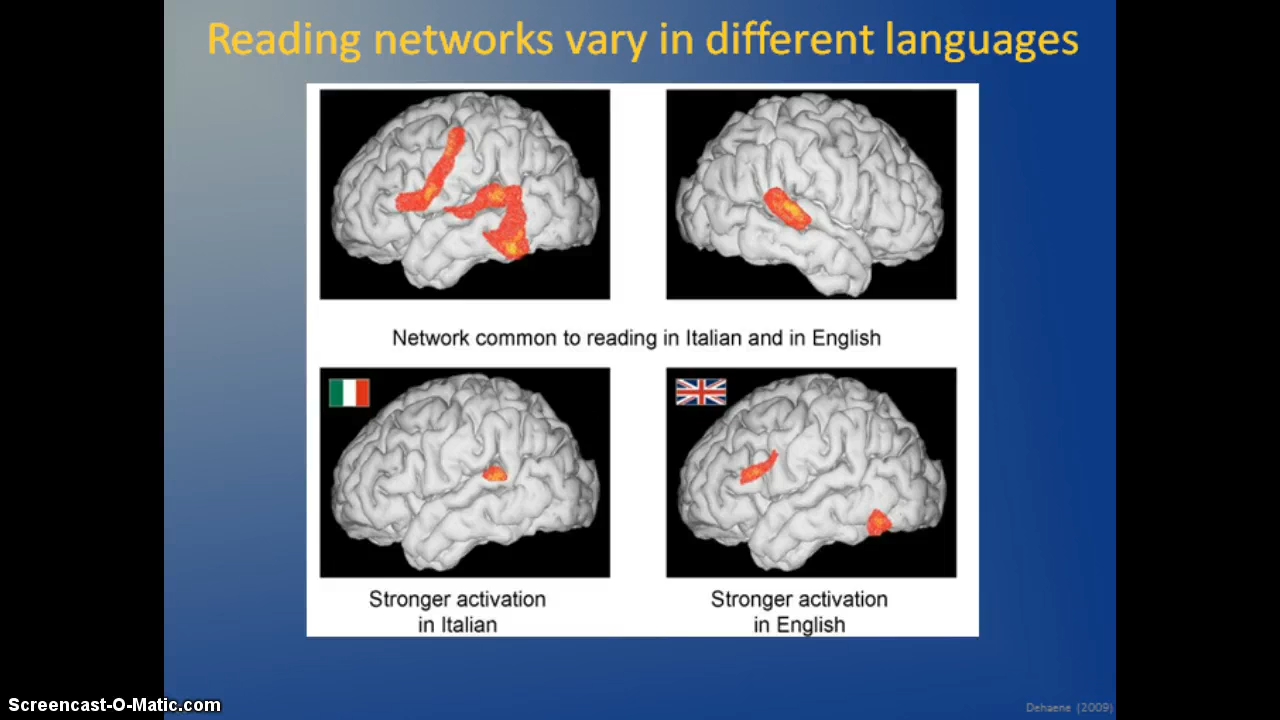 Reading networks vary in different languages
Network common to reading in Italian and in English
Stronger activation
in Italian
Stronger activation
in English
Screencast-O-Matic.com
Dehaene (2009)